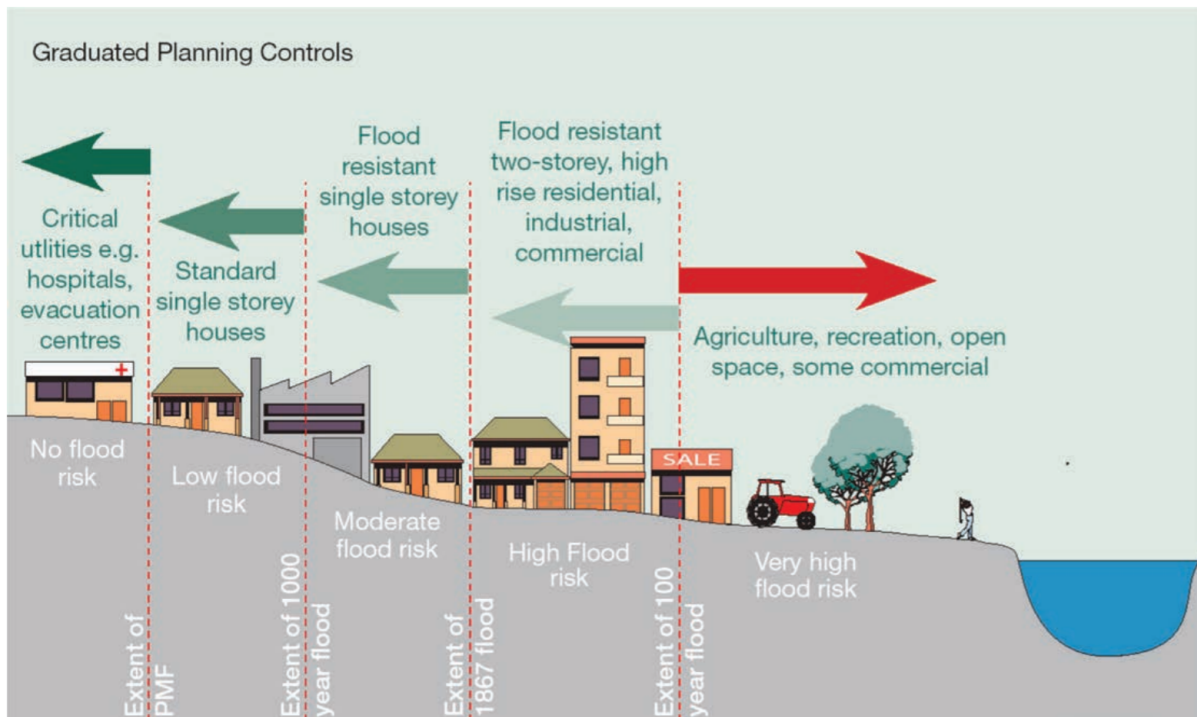 Graduated Planning Controls
Critical
utlities e.g.
hospitals,
evacuation
centres
Standard
single storey
houses
Flood
resistant
single storey
houses
Flood resistant
two-storey, high
rise residential,
industrial,
commercial
Agriculture, recreation, open
space, some commercial
SALE
No flood
risk
Low flood
risk
Moderate
flood risk
High Flood
risk
Very high
flood risk
Extent of
PMF
Extent of 1000
year flood
Extent of
1867 flood
Extent of 100
year flood